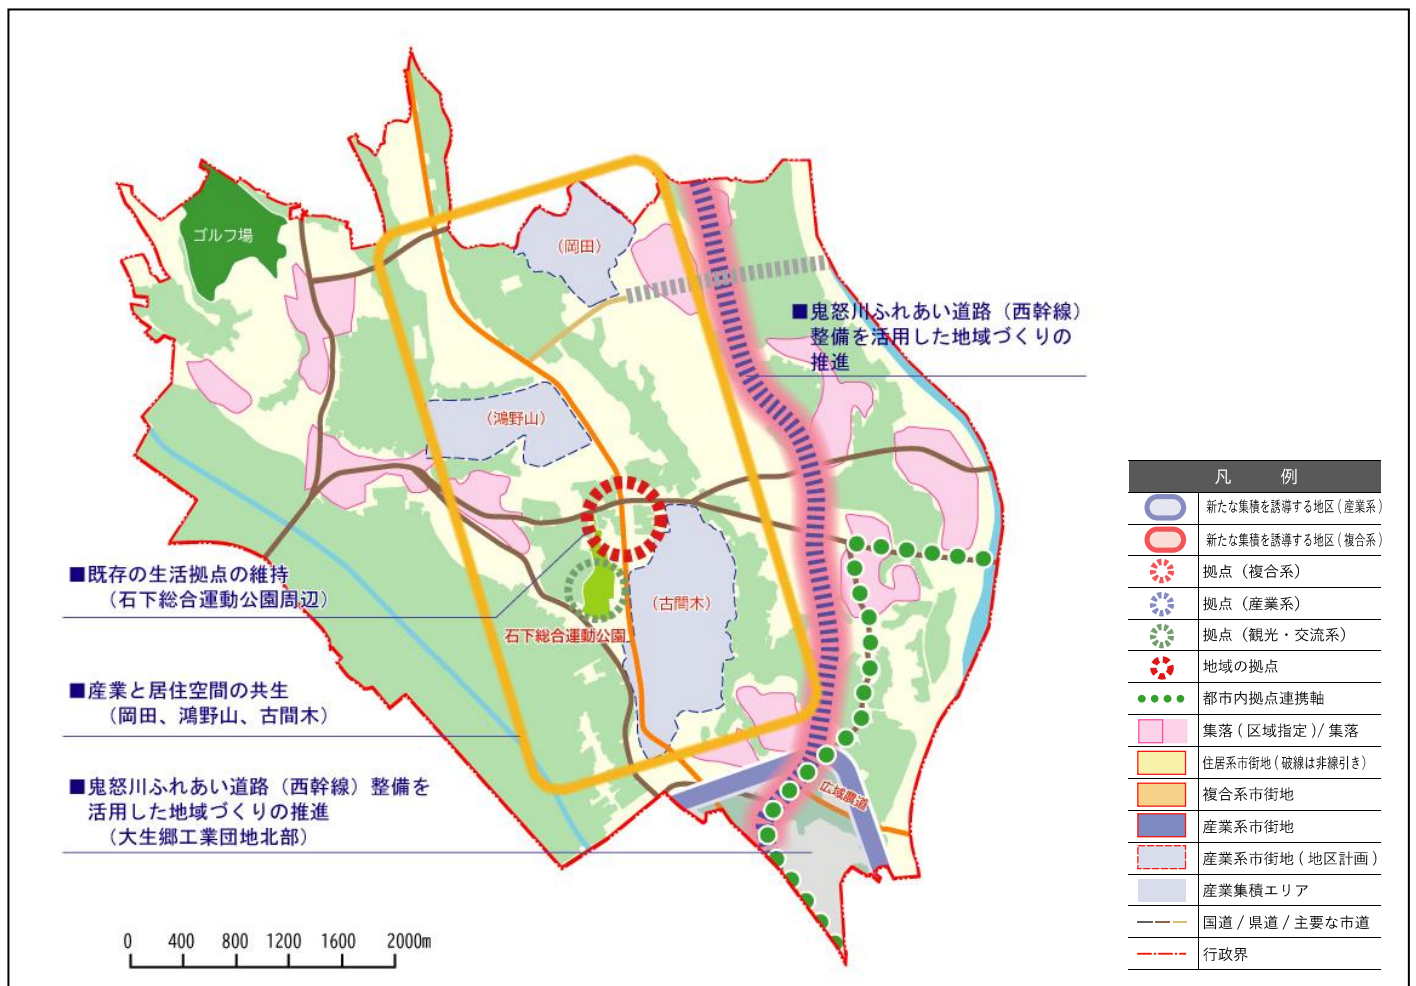 ゴルフ場
（岡田）
■鬼怒川ふれあい道路（西幹線）
整備を活用した地域づくりの
推進
（鴻野山）
■既存の生活拠点の維持
（石下総合運動公園周辺）
（古間木）
石下総合運動公園
■産業と居住空間の共生
（岡田、鴻野山、古間木）
■鬼怒川ふれあい道路（西幹線）整備を
活用した地域づくりの推進
（大生郷工業団地北部）
広域農道
0 400 800 1200 1600 2000m
凡 例
新たな集積を誘導する地区(産業系)
新たな集積を誘導する地区(複合系)
拠点（複合系）
拠点（産業系）
拠点（観光・交流系）
地域の拠点
都市内拠点連携軸
集落(区域指定)/集落
住居系市街地(破線は非線引き)
複合系市街地
産業系市街地
産業系市街地(地区計画)
産業集積エリア
国道/県道/主要な市道
行政界